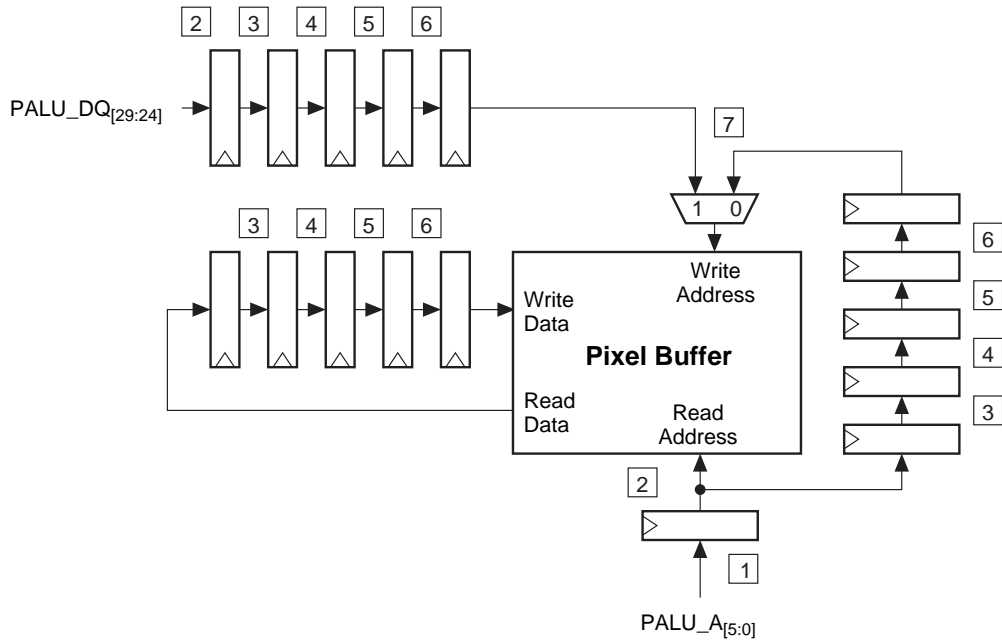 2 3 4 5 6
PALU_DQ[29:24]
7
1 0
6
3 4 5 6
Write
Address
Write
Data
5
Pixel Buffer
4
Read
Data
Read
Address
3
2
1
PALU_A[5:0]